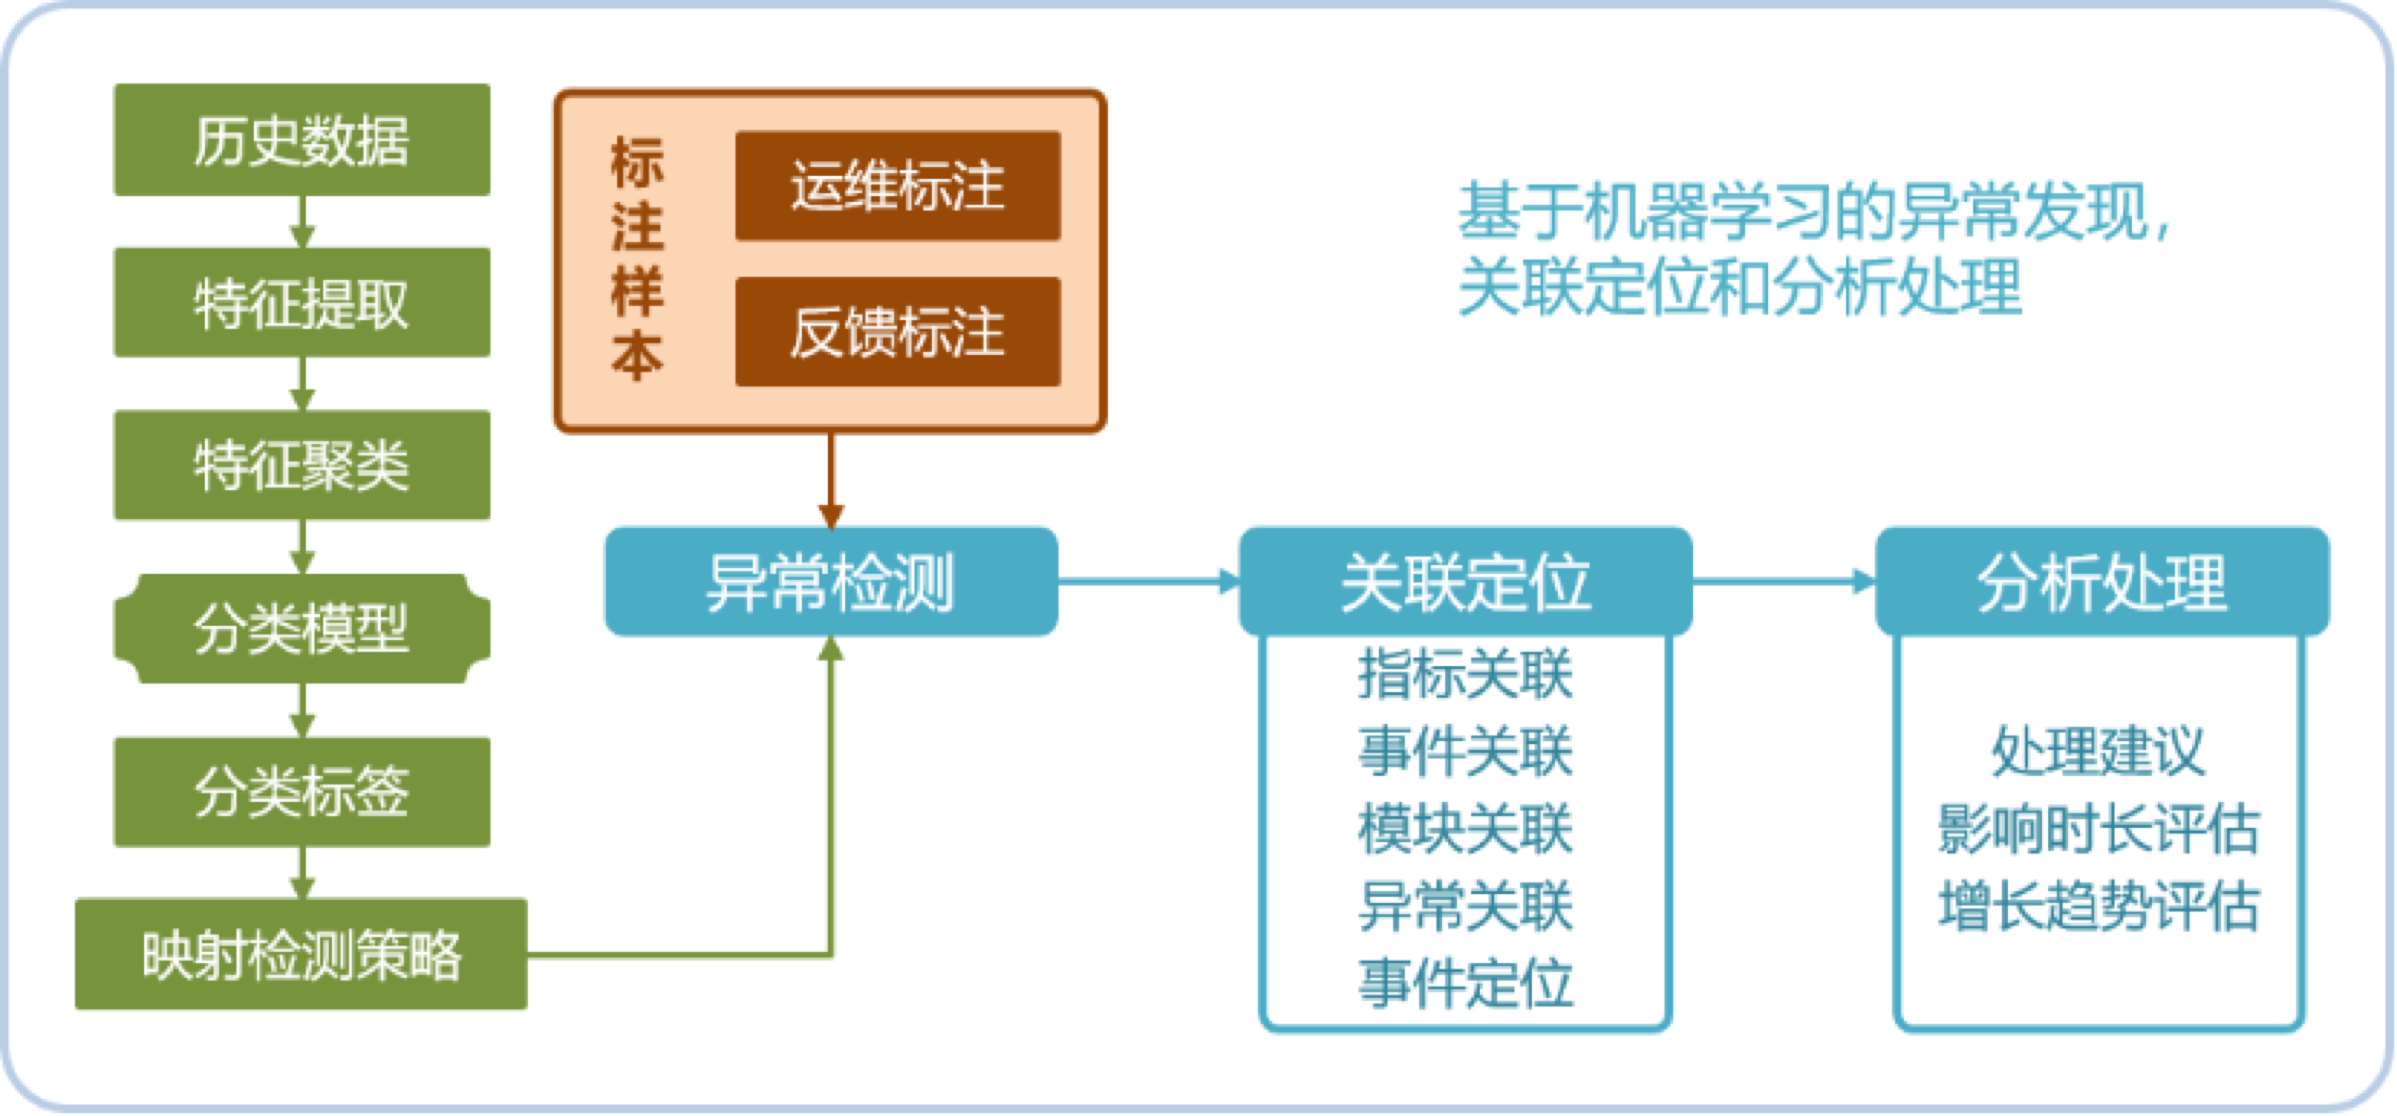 历史数据
特征提取
特征聚类
分类模型
分类标签
映射检测策略
标注样本
运维标注
反馈标注
基于机器学习的异常发现,
关联定位和分析处理
异常检测
关联定位
指标关联
事件关联
模块关联
异常关联
事件定位
分析处理
处理建议
影响时长评估
增长趋势评估